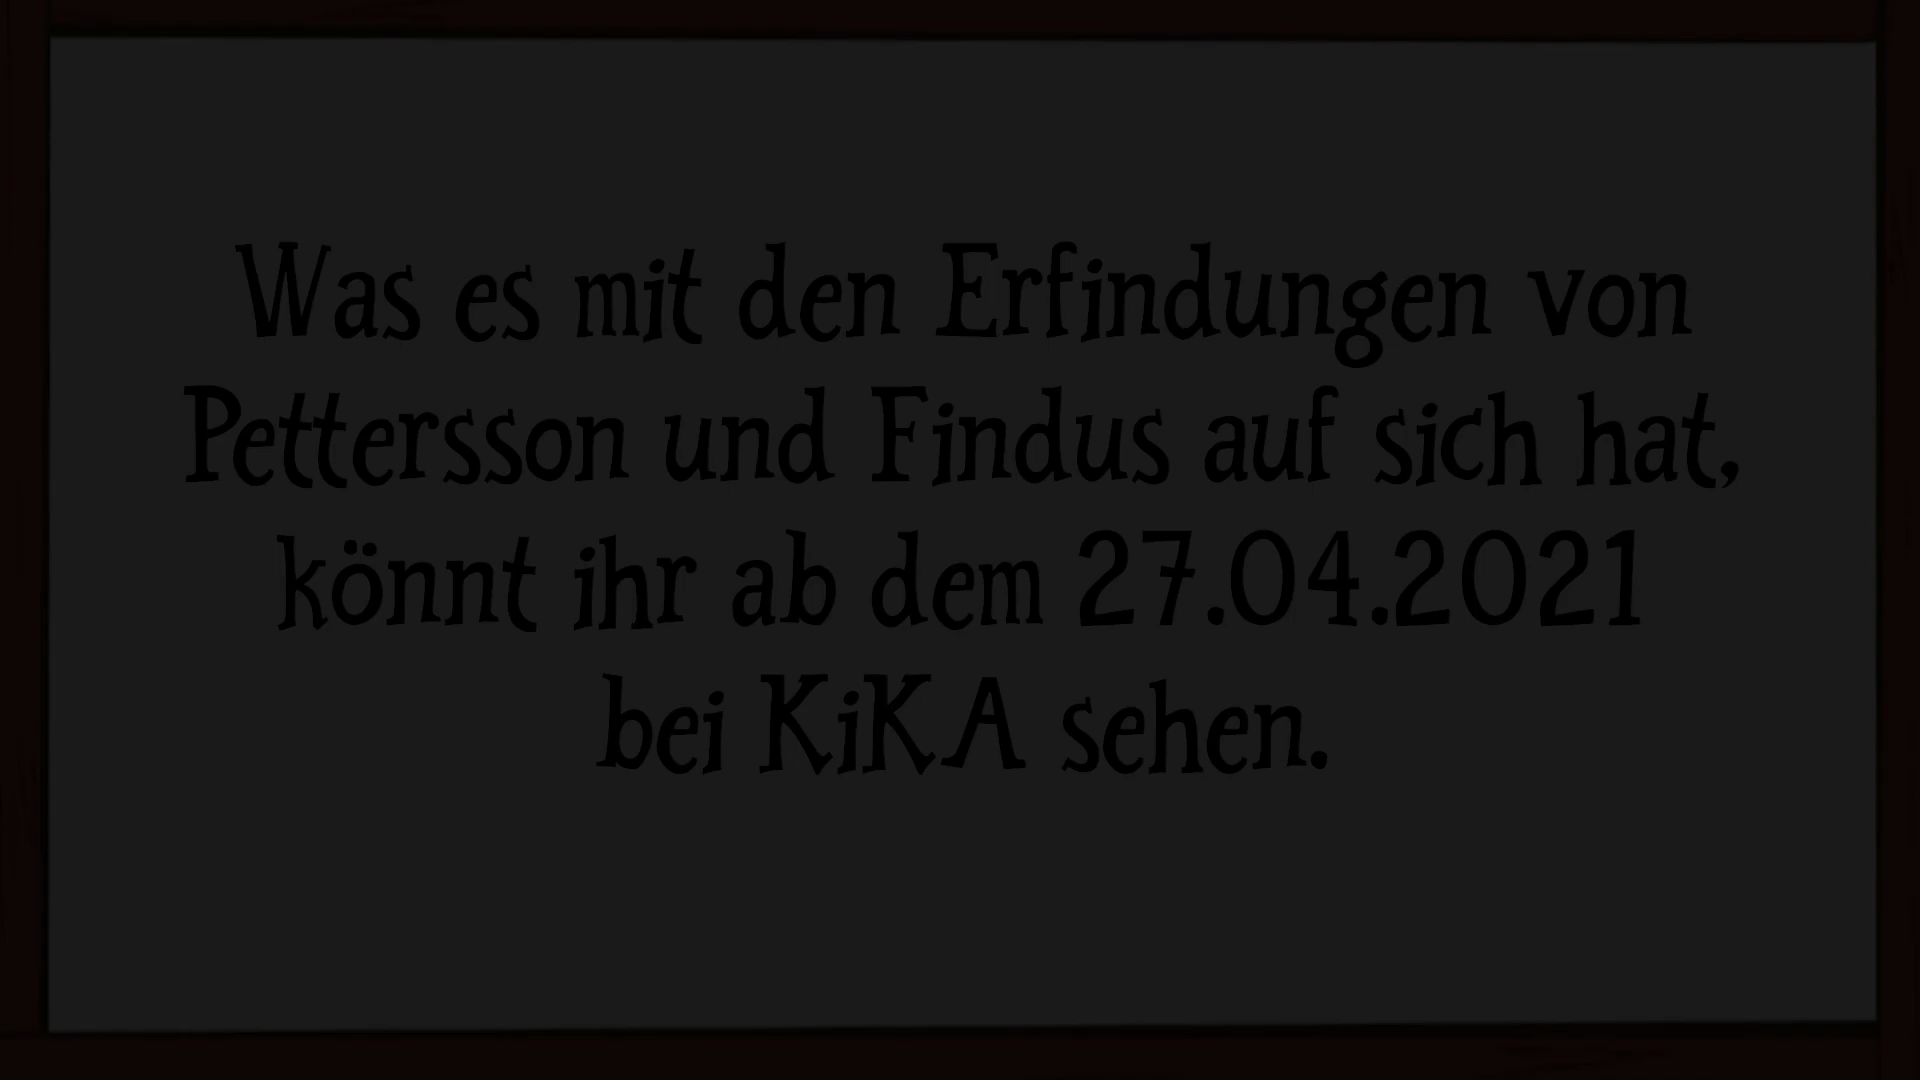 Was es mit den Erfindungen von
Pettersson und Findus auf sich hat,
könnt ihr ab dem 27.04.2021
bei KiKA sehen.